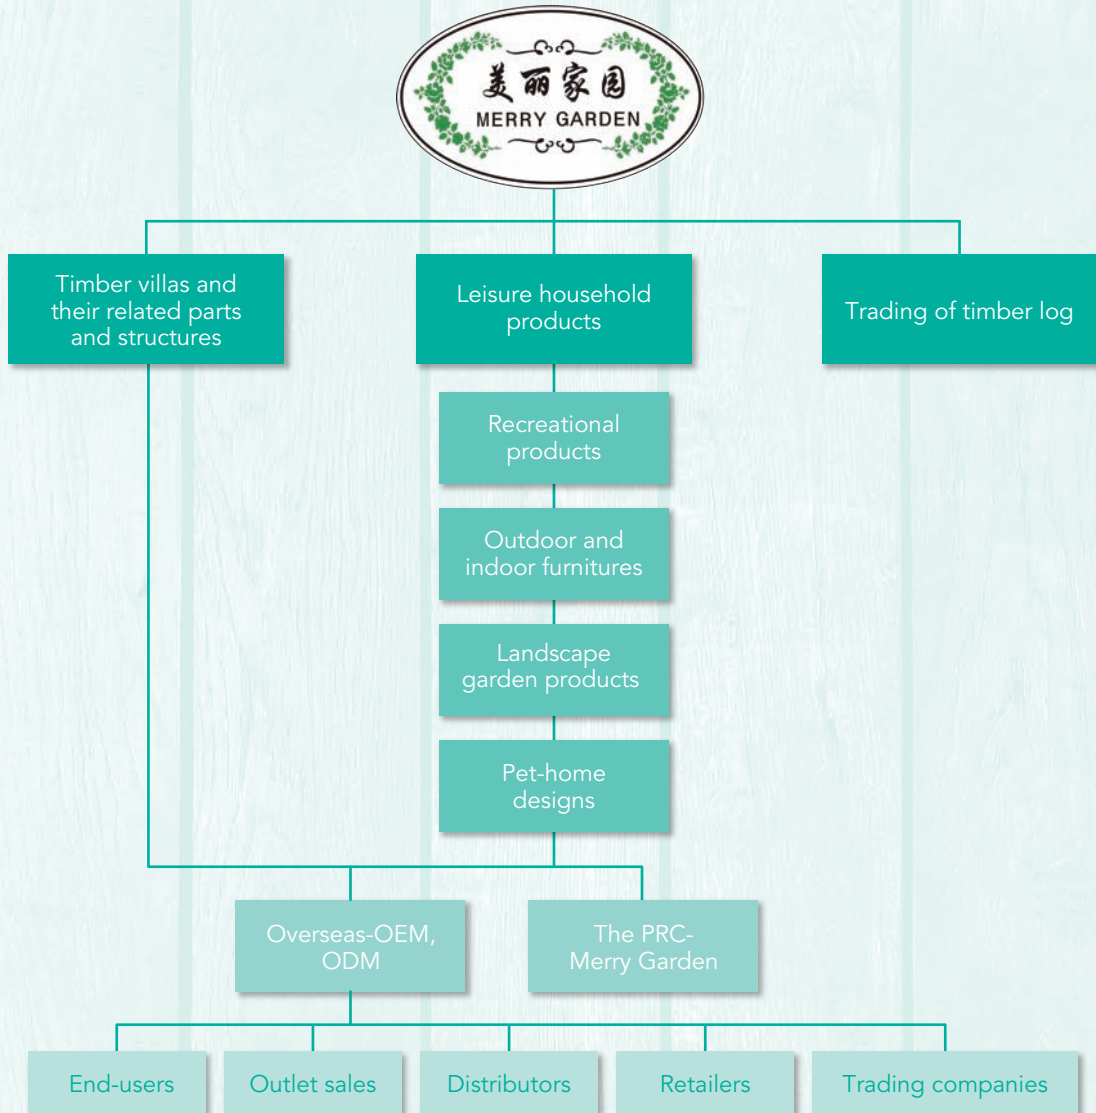 美丽家园
MERRY GARDEN
Timber villas and
their related parts
and structures
Leisure household
products
Trading of timber log
Recreational
products
Outdoor and
indoor furnitures
Landscape
garden products
Pet-home
designs
Overseas-OEM,
ODM
The PRC-
Merry Garden
End-users
Outlet sales
Distributors
Retailers
Trading companies